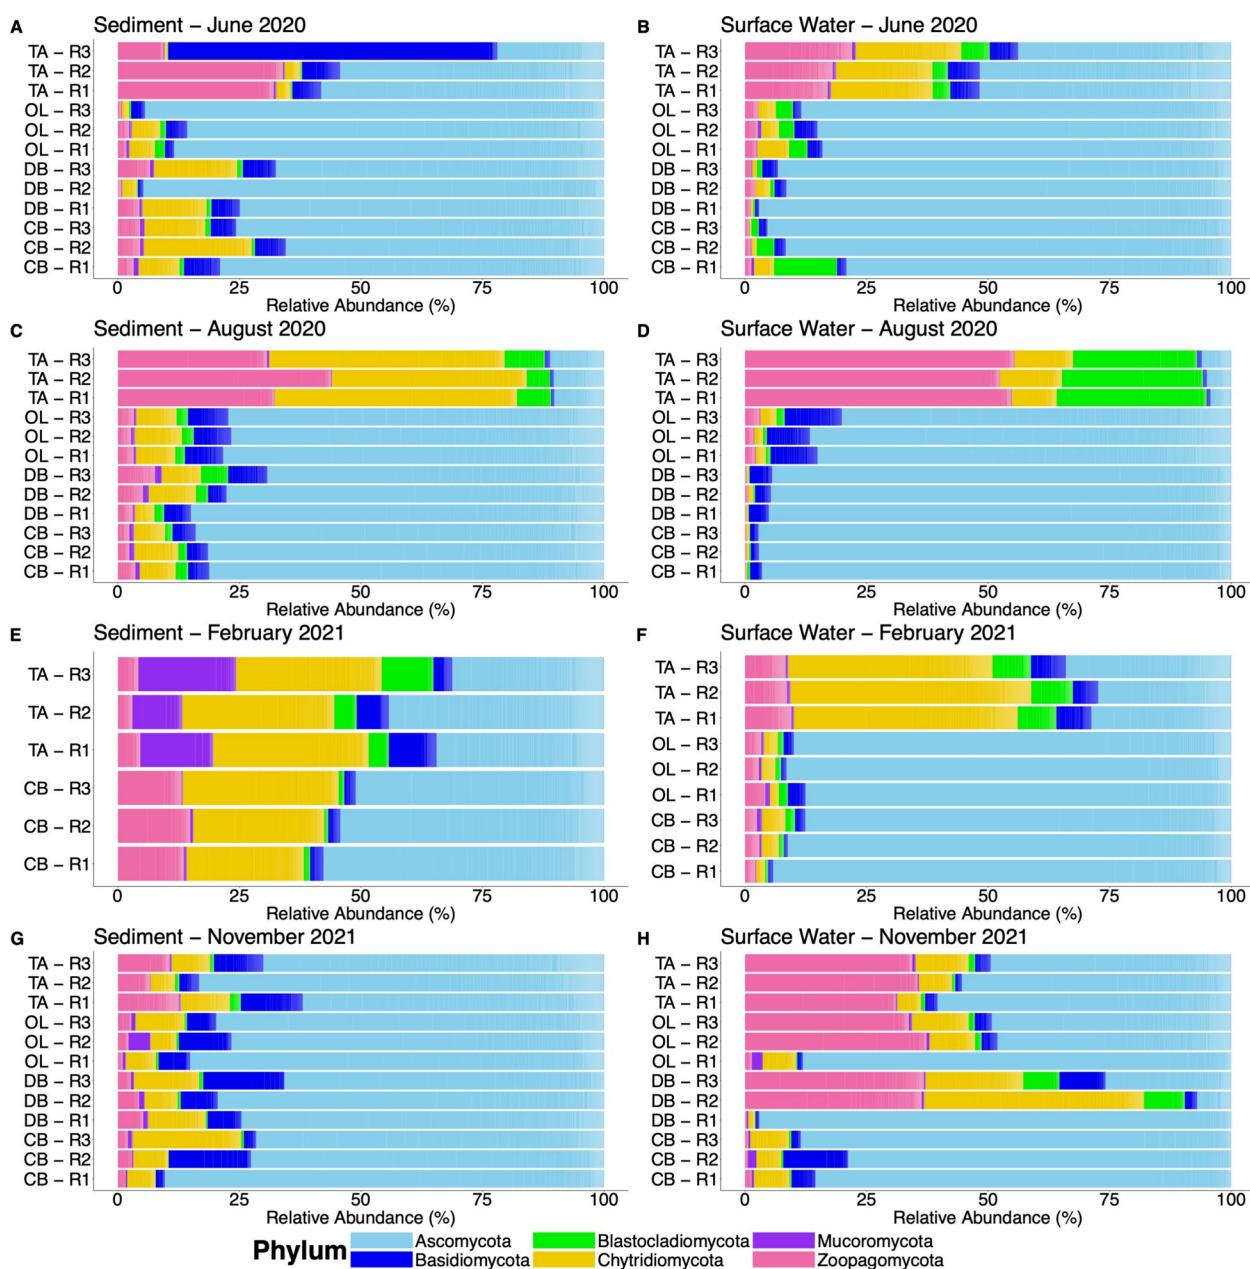 A Sediment – June 2020
TA – R3
TA – R2
TA – R1
OL – R3
OL – R2
OL – R1
DB – R3
DB – R2
DB – R1
CB – R3
CB – R2
CB – R1
0 25 50 75 100
Relative Abundance (%)
B Surface Water – June 2020
TA – R3
TA – R2
TA – R1
OL – R3
OL – R2
OL – R1
DB – R3
DB – R2
DB – R1
CB – R3
CB – R2
CB – R1
0 25 50 75 100
Relative Abundance (%)
C Sediment – August 2020
TA – R3
TA – R2
TA – R1
OL – R3
OL – R2
OL – R1
DB – R3
DB – R2
DB – R1
CB – R3
CB – R2
CB – R1
0 25 50 75 100
Relative Abundance (%)
D Surface Water – August 2020
TA – R3
TA – R2
TA – R1
OL – R3
OL – R2
OL – R1
DB – R3
DB – R2
DB – R1
CB – R3
CB – R2
CB – R1
0 25 50 75 100
Relative Abundance (%)
E Sediment – February 2021
TA – R3
TA – R2
TA – R1
CB – R3
CB – R2
CB – R1
0 25 50 75 100
Relative Abundance (%)
F Surface Water – February 2021
TA – R3
TA – R2
TA – R1
OL – R3
OL – R2
OL – R1
CB – R3
CB – R2
CB – R1
0 25 50 75 100
Relative Abundance (%)
G Sediment – November 2021
TA – R3
TA – R2
TA – R1
OL – R3
OL – R2
OL – R1
DB – R3
DB – R2
DB – R1
CB – R3
CB – R2
CB – R1
0 25 50 75 100
Relative Abundance (%)
H Surface Water – November 2021
TA – R3
TA – R2
TA – R1
OL – R3
OL – R2
OL – R1
DB – R3
DB – R2
DB – R1
CB – R3
CB – R2
CB – R1
0 25 50 75 100
Relative Abundance (%)
Phylum
Ascomycota Blastocladiomycota Mucoromycota
Basidiomycota Chytridiomycota Zoopagomycota